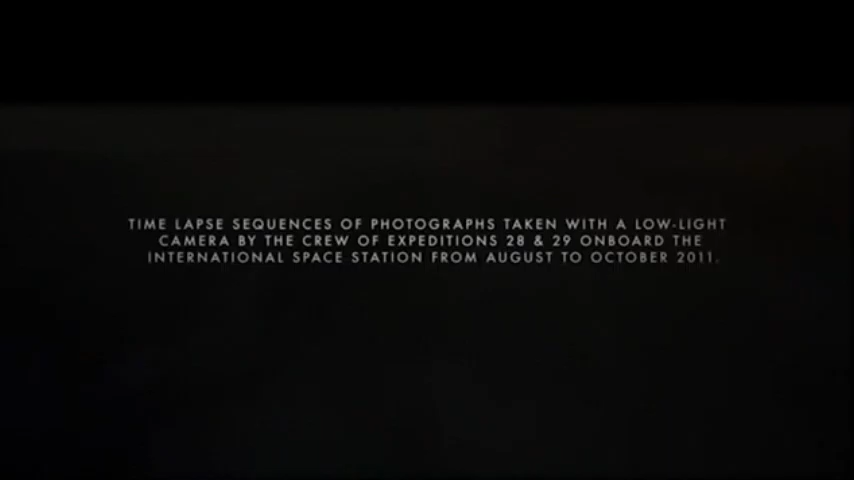 TIME LAPSE SEQUENCES OF PHOTOGRAPHS TAKEN WITH A LOW-LIGHT
CAMERA BY THE CREW OF EXPEDITIONS 28 & 29 ONBOARD THE
INTERNATIONAL SPACE STATION FROM AUGUST TO OCTOBER 2011.